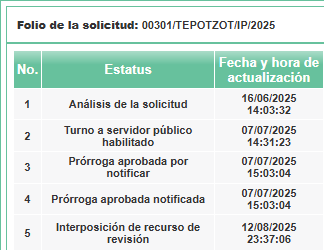 Folio de la solicitud: 00301/TEPOTZOT/IP/2025
No. Estatus Fecha y hora de
actualización
1 Análisis de la solicitud 16/06/2025
14:03:32
2 Turno a servidor público
habilitado 07/07/2025
14:31:23
3 Prórroga aprobada por
notificar 07/07/2025
15:03:04
4 Prórroga aprobada notificada 07/07/2025
15:03:04
5 Interposición de recurso de
revisión 12/08/2025
23:37:06